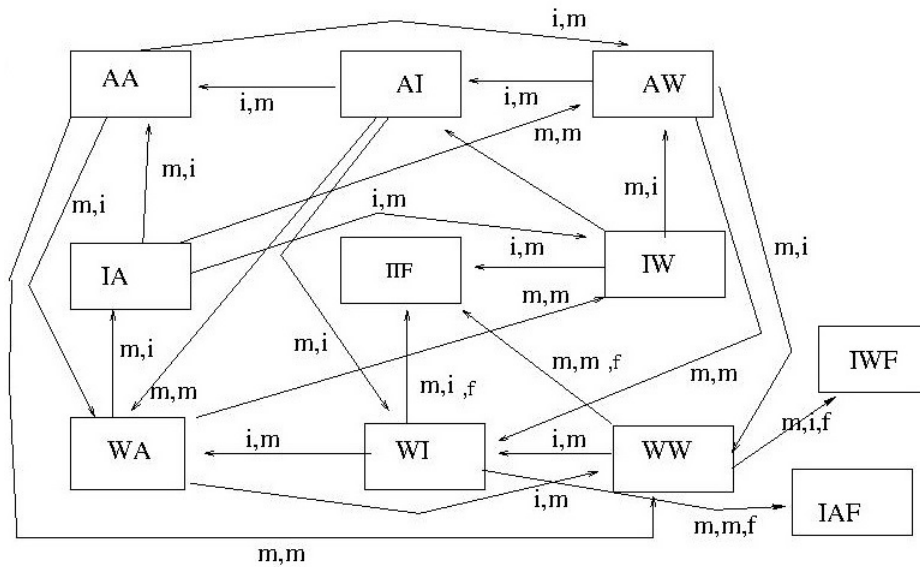 i,m
AA
AI
AW
i,m
i,m
m,m
m,i
m,i
m,i
m,i
IA
IIF
i,m
IW
m,m
m,i
m,i
m,m
m,i ,f
m,m ,f
m,m
IWF
m,i,f
WA
i,m
WI
i,m
WW
i,m
m,m,f
IAF
m,m